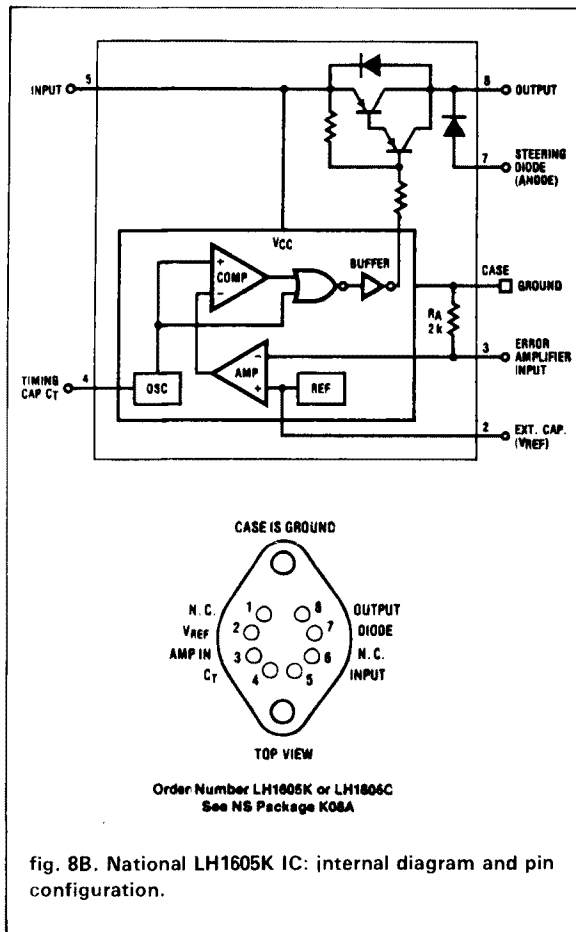 INPUT
5
8
OUTPUT
7
STEERING
DIODE
(ANODE)
VCC
+
COMP
−
BUFFER
CASE
GROUND
RA
2k
3
ERROR
AMPLIFIER
INPUT
TIMING
CAP CT
4
OSC
−
AMP
+
REF
2
EXT. CAP.
(VREF)
CASE IS GROUND
N.C. 1 8 OUTPUT
VREF 2 7 DIODE
AMP IN 3 6 N.C.
CT 4 5 INPUT
TOP VIEW
Order Number LH1605K or LH1605C
See NS Package K08A
fig. 8B. National LH1605K IC: internal diagram and pin
configuration.